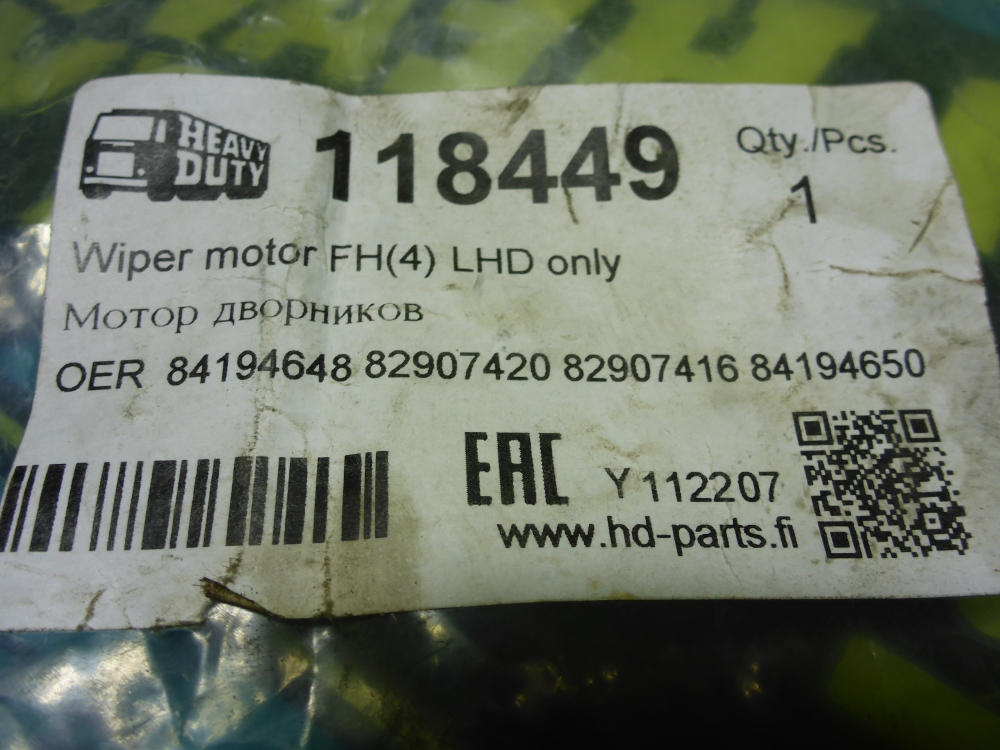 HEAVY
DUTY
118449
Qty./Pcs.
1
Wiper motor FH(4) LHD only
Мотор дворников
OER 84194648 82907420 82907416 84194650
EAC
Y 112207
www.hd-parts.fi